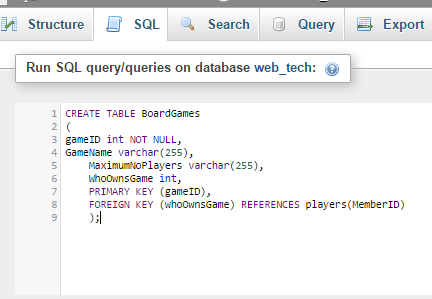 Structure SQL Search Query Export
Run SQL query/queries on database web_tech:
1 CREATE TABLE BoardGames
2 (
3 gameID int NOT NULL,
4 GameName varchar(255),
5 MaximumNoPlayers varchar(255),
6 WhoOwnsGame int,
7 PRIMARY KEY (gameID),
8 FOREIGN KEY (whoOwnsGame) REFERENCES players(MemberID)
9 );